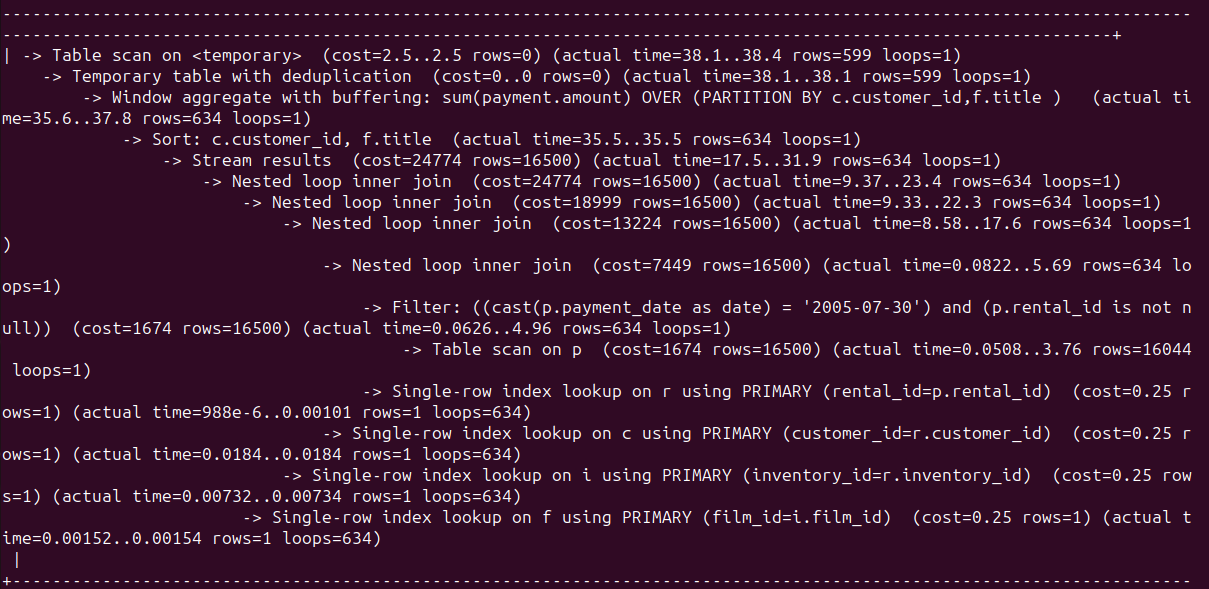 ------------------------------------------------------------------------------------------------------------------------
---------------------------------------------------------------------------------------------------------------+
| -> Table scan on <temporary>  (cost=2.5..2.5 rows=0) (actual time=38.1..38.4 rows=599 loops=1)
    -> Temporary table with deduplication  (cost=0..0 rows=0) (actual time=38.1..38.1 rows=599 loops=1)
        -> Window aggregate with buffering: sum(payment.amount) OVER (PARTITION BY c.customer_id,f.title )   (actual ti
me=35.6..37.8 rows=634 loops=1)
            -> Sort: c.customer_id, f.title  (actual time=35.5..35.5 rows=634 loops=1)
                -> Stream results  (cost=24774 rows=16500) (actual time=17.5..31.9 rows=634 loops=1)
                    -> Nested loop inner join  (cost=24774 rows=16500) (actual time=9.37..23.4 rows=634 loops=1)
                        -> Nested loop inner join  (cost=18999 rows=16500) (actual time=9.33..22.3 rows=634 loops=1)
                            -> Nested loop inner join  (cost=13224 rows=16500) (actual time=8.58..17.6 rows=634 loops=1
)
                                -> Nested loop inner join  (cost=7449 rows=16500) (actual time=0.0822..5.69 rows=634 lo
ops=1)
                                    -> Filter: ((cast(p.payment_date as date) = '2005-07-30') and (p.rental_id is not n
ull))  (cost=1674 rows=16500) (actual time=0.0626..4.96 rows=634 loops=1)
                                        -> Table scan on p  (cost=1674 rows=16500) (actual time=0.0508..3.76 rows=16044
 loops=1)
                                    -> Single-row index lookup on r using PRIMARY (rental_id=p.rental_id)  (cost=0.25 r
ows=1) (actual time=988e-6..0.00101 rows=1 loops=634)
                                -> Single-row index lookup on c using PRIMARY (customer_id=r.customer_id)  (cost=0.25 r
ows=1) (actual time=0.0184..0.0184 rows=1 loops=634)
                            -> Single-row index lookup on i using PRIMARY (inventory_id=r.inventory_id)  (cost=0.25 row
s=1) (actual time=0.00732..0.00734 rows=1 loops=634)
                        -> Single-row index lookup on f using PRIMARY (film_id=i.film_id)  (cost=0.25 rows=1) (actual t
ime=0.00152..0.00154 rows=1 loops=634)
 |
+-----------------------------------------------------------------------------------------------------------------------